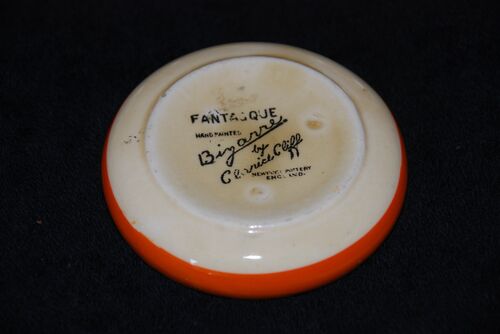 FANTASQUE
HAND PAINTED
Bizarre
by
Clarice Cliff
NEWPORT POTTERY
ENGLAND.